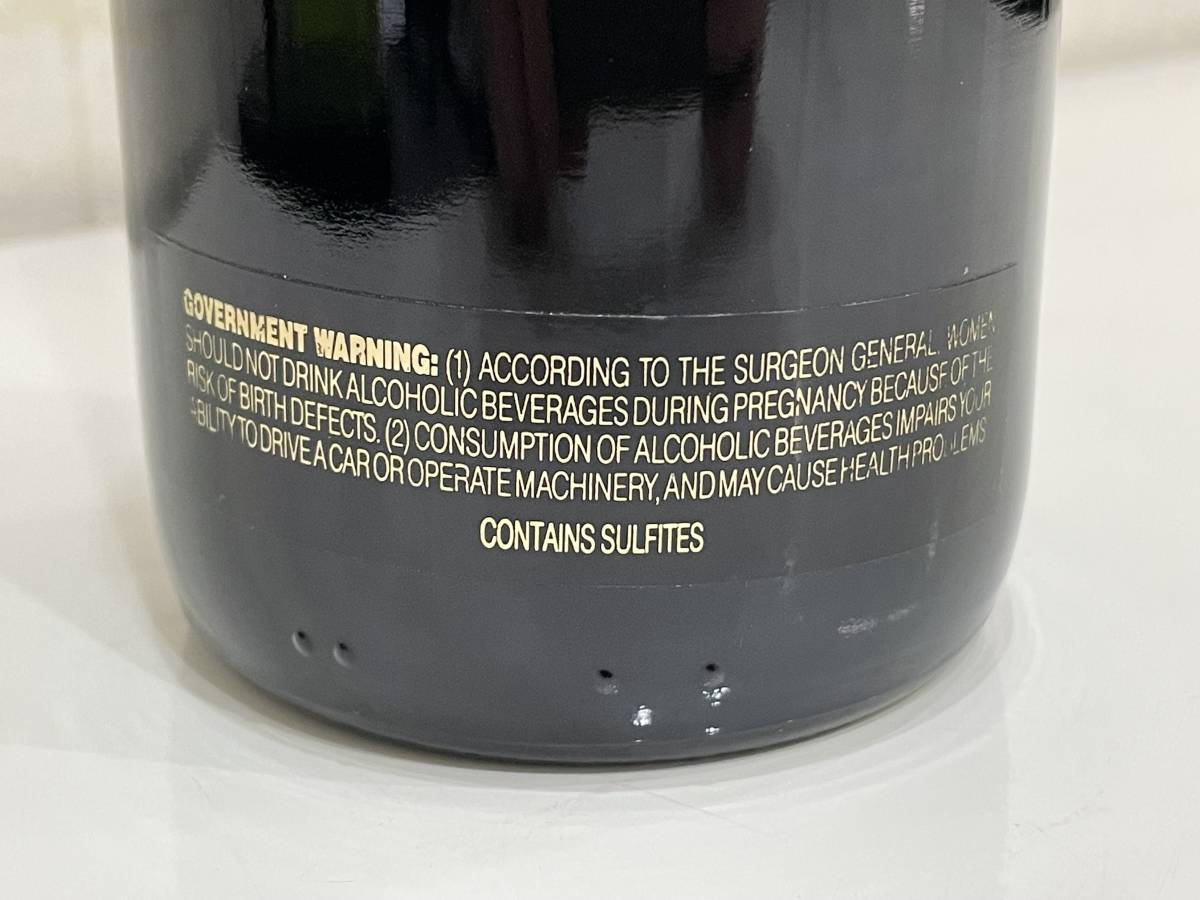 GOVERNMENT WARNING: (1) ACCORDING TO THE SURGEON GENERAL, WOMEN
SHOULD NOT DRINK ALCOHOLIC BEVERAGES DURING PREGNANCY BECAUSE OF THE
RISK OF BIRTH DEFECTS. (2) CONSUMPTION OF ALCOHOLIC BEVERAGES IMPAIRS YOUR
ABILITY TO DRIVE A CAR OR OPERATE MACHINERY, AND MAY CAUSE HEALTH PROBLEMS
CONTAINS SULFITES